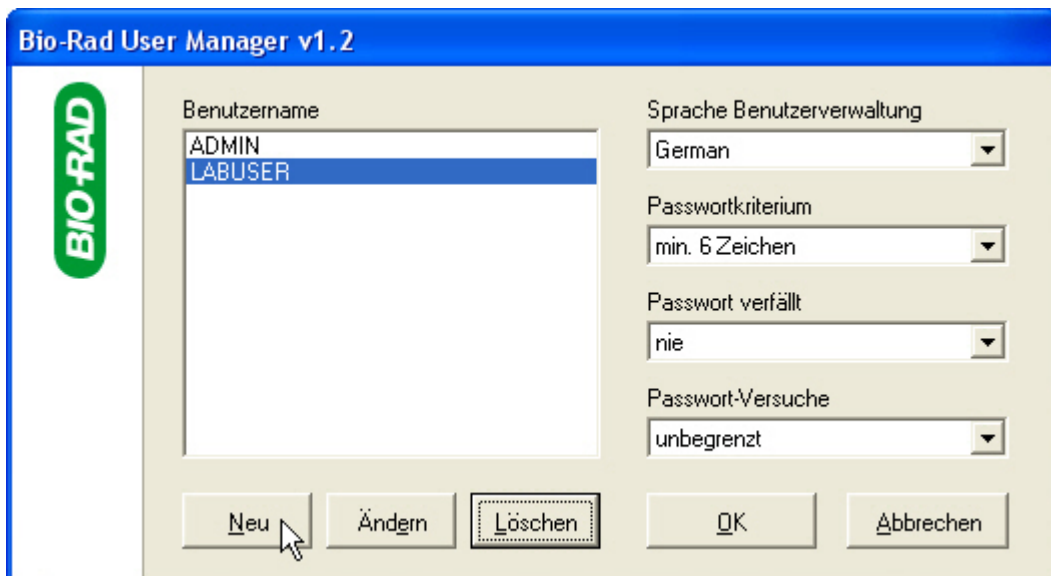 Bio-Rad User Manager v1.2
BIO-RAD
Benutzername
ADMIN
LABUSER
Sprache Benutzerverwaltung
German
Passwortkriterium
min. 6 Zeichen
Passwort verfällt
nie
Passwort-Versuche
unbegrenzt
Neu
Ändern
Löschen
OK
Abbrechen